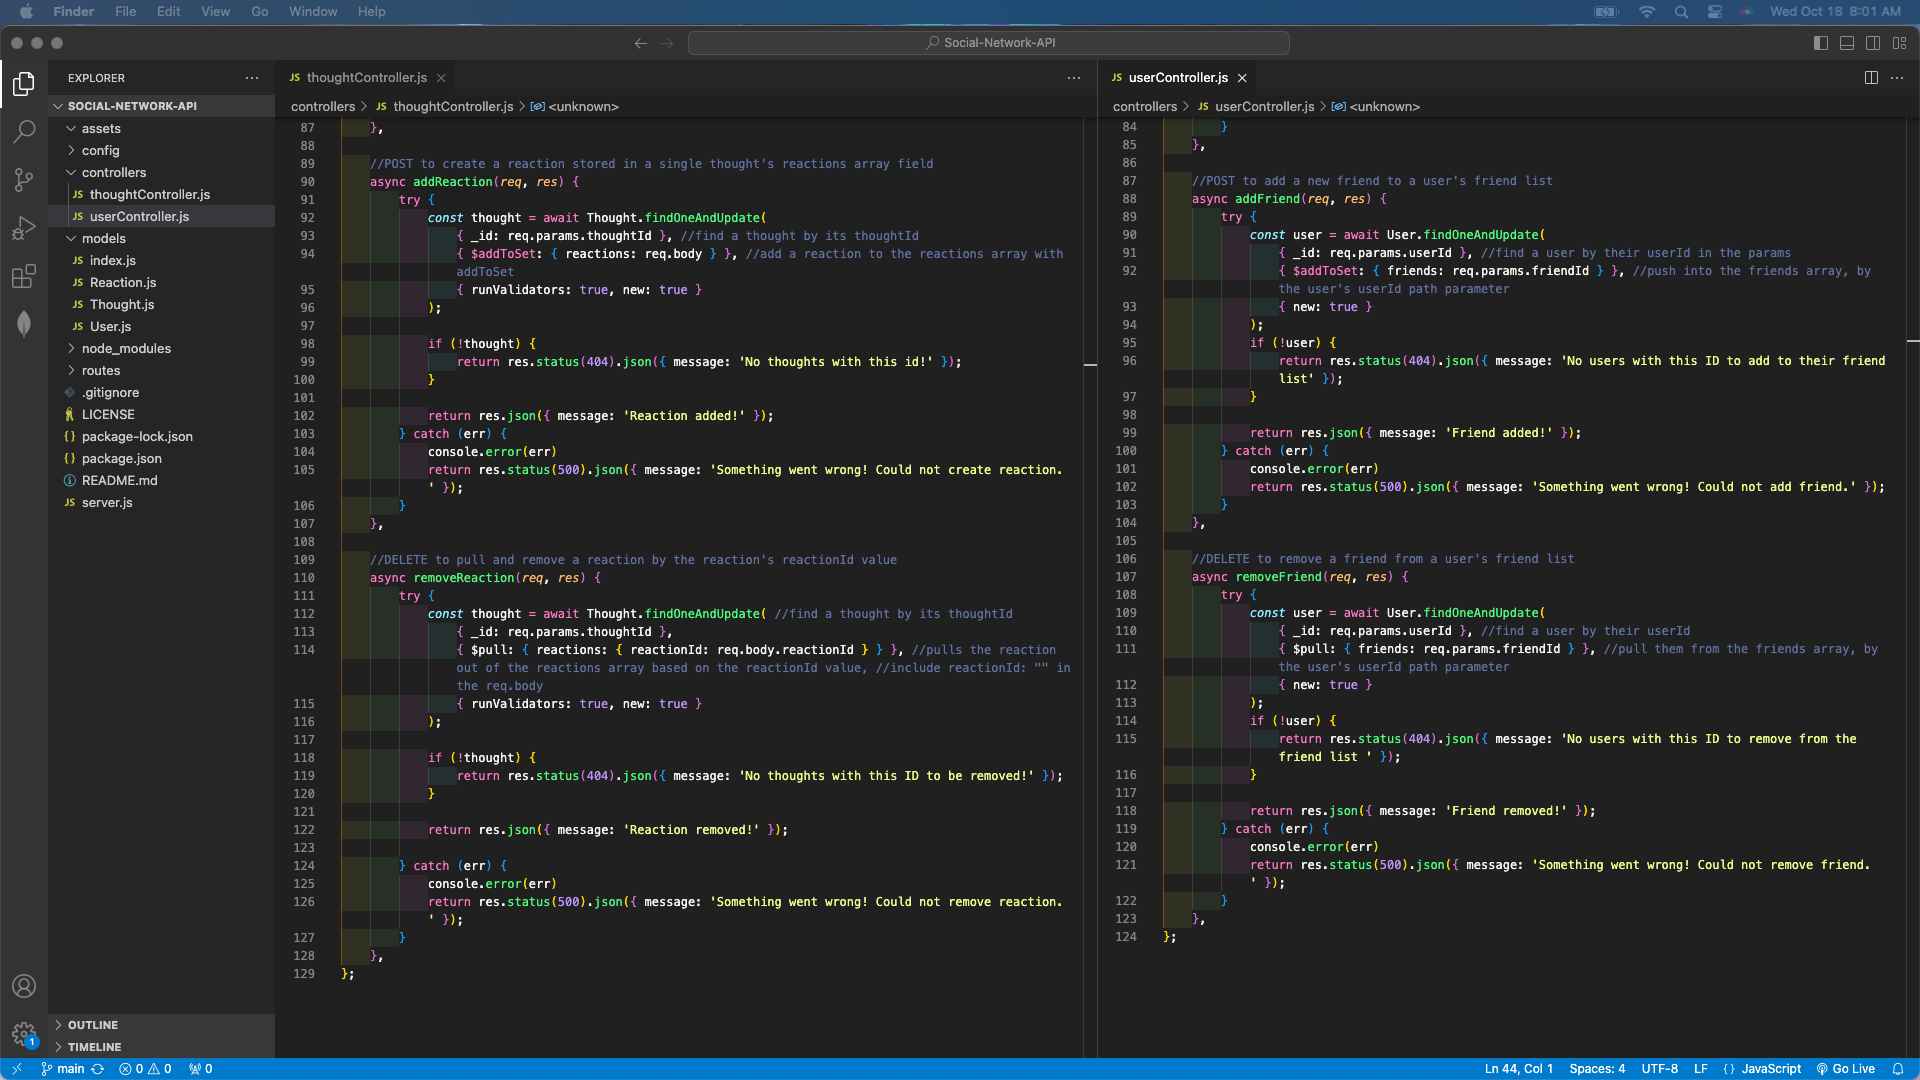 Finder File Edit View Go Window Help
Wed Oct 18 8:01 AM
Social-Network-API
EXPLORER
SOCIAL-NETWORK-API
assets
config
controllers
JS thoughtController.js
JS userController.js
models
JS index.js
JS Reaction.js
JS Thought.js
JS User.js
node_modules
routes
.gitignore
LICENSE
{} package-lock.json
{} package.json
README.md
JS server.js
OUTLINE
TIMELINE
JS thoughtController.js
controllers > JS thoughtController.js > <unknown>
87 },
88
89 //POST to create a reaction stored in a single thought's reactions array field
90 async addReaction(req, res) {
91 try {
92 const thought = await Thought.findOneAndUpdate(
93 { _id: req.params.thoughtId }, //find a thought by its thoughtId
94 { $addToSet: { reactions: req.body } }, //add a reaction to the reactions array with
addToSet
95 { runValidators: true, new: true }
96 );
97
98 if (!thought) {
99 return res.status(404).json({ message: 'No thoughts with this id!' });
100 }
101
102 return res.json({ message: 'Reaction added!' });
103 } catch (err) {
104 console.error(err)
105 return res.status(500).json({ message: 'Something went wrong! Could not create reaction.
' });
106 }
107 },
108
109 //DELETE to pull and remove a reaction by the reaction's reactionId value
110 async removeReaction(req, res) {
111 try {
112 const thought = await Thought.findOneAndUpdate( //find a thought by its thoughtId
113 { _id: req.params.thoughtId },
114 { $pull: { reactions: { reactionId: req.body.reactionId } } }, //pulls the reaction
out of the reactions array based on the reactionId value, //include reactionId: "" in
the req.body
115 { runValidators: true, new: true }
116 );
117
118 if (!thought) {
119 return res.status(404).json({ message: 'No thoughts with this ID to be removed!' });
120 }
121
122 return res.json({ message: 'Reaction removed!' });
123
124 } catch (err) {
125 console.error(err)
126 return res.status(500).json({ message: 'Something went wrong! Could not remove reaction.
' });
127 }
128 },
129 };
JS userController.js
controllers > JS userController.js > <unknown>
84 }
85 },
86
87 //POST to add a new friend to a user's friend list
88 async addFriend(req, res) {
89 try {
90 const user = await User.findOneAndUpdate(
91 { _id: req.params.userId }, //find a user by their userId in the params
92 { $addToSet: { friends: req.params.friendId } }, //push into the friends array, by
the user's userId path parameter
93 { new: true }
94 );
95 if (!user) {
96 return res.status(404).json({ message: 'No users with this ID to add to their friend
list' });
97 }
98
99 return res.json({ message: 'Friend added!' });
100 } catch (err) {
101 console.error(err)
102 return res.status(500).json({ message: 'Something went wrong! Could not add friend.' });
103 }
104 },
105
106 //DELETE to remove a friend from a user's friend list
107 async removeFriend(req, res) {
108 try {
109 const user = await User.findOneAndUpdate(
110 { _id: req.params.userId }, //find a user by their userId
111 { $pull: { friends: req.params.friendId } }, //pull them from the friends array, by
the user's userId path parameter
112 { new: true }
113 );
114 if (!user) {
115 return res.status(404).json({ message: 'No users with this ID to remove from the
friend list ' });
116 }
117
118 return res.json({ message: 'Friend removed!' });
119 } catch (err) {
120 console.error(err)
121 return res.status(500).json({ message: 'Something went wrong! Could not remove friend.
' });
122 }
123 },
124 };
1
main 0 0 0
Ln 44, Col 1 Spaces: 4 UTF-8 LF {} JavaScript Go Live